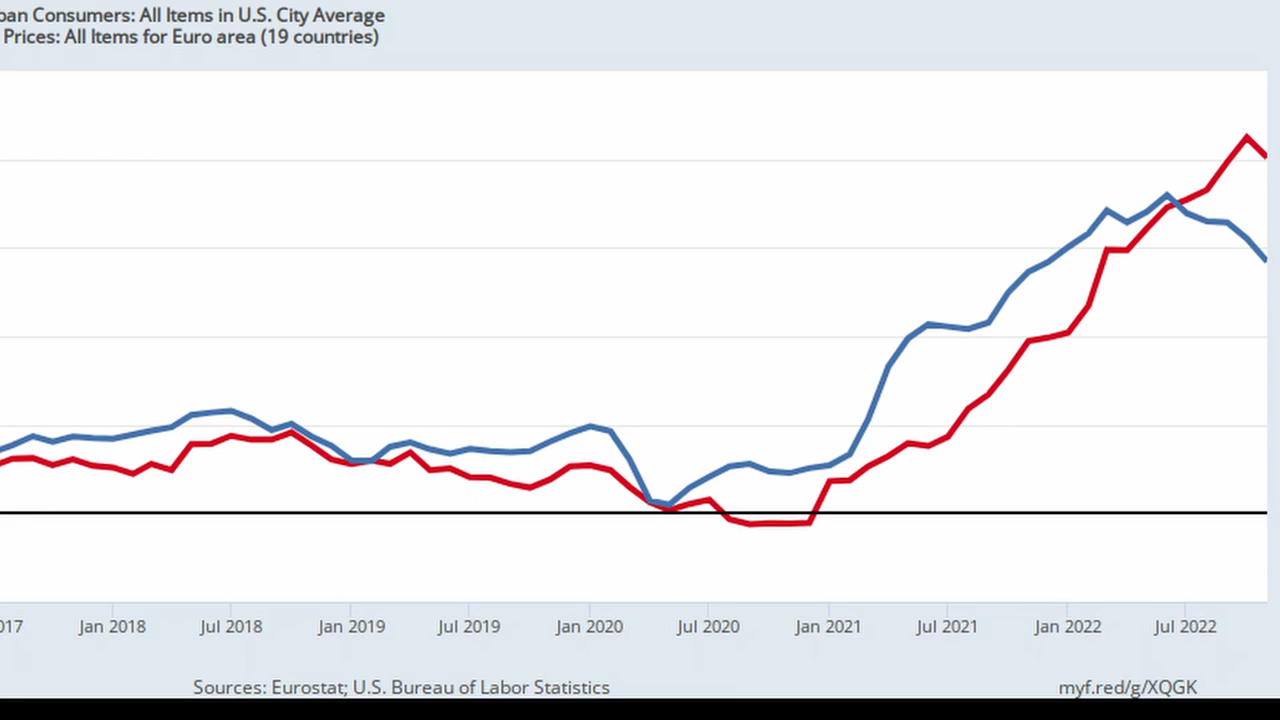 Consumers: All Items in U.S. City Average
Prices: All Items for Euro area (19 countries)
Jan 2018 Jul 2018 Jan 2019 Jul 2019 Jan 2020 Jul 2020 Jan 2021 Jul 2021 Jan 2022 Jul 2022
Sources: Eurostat; U.S. Bureau of Labor Statistics myf.red/g/XQGK